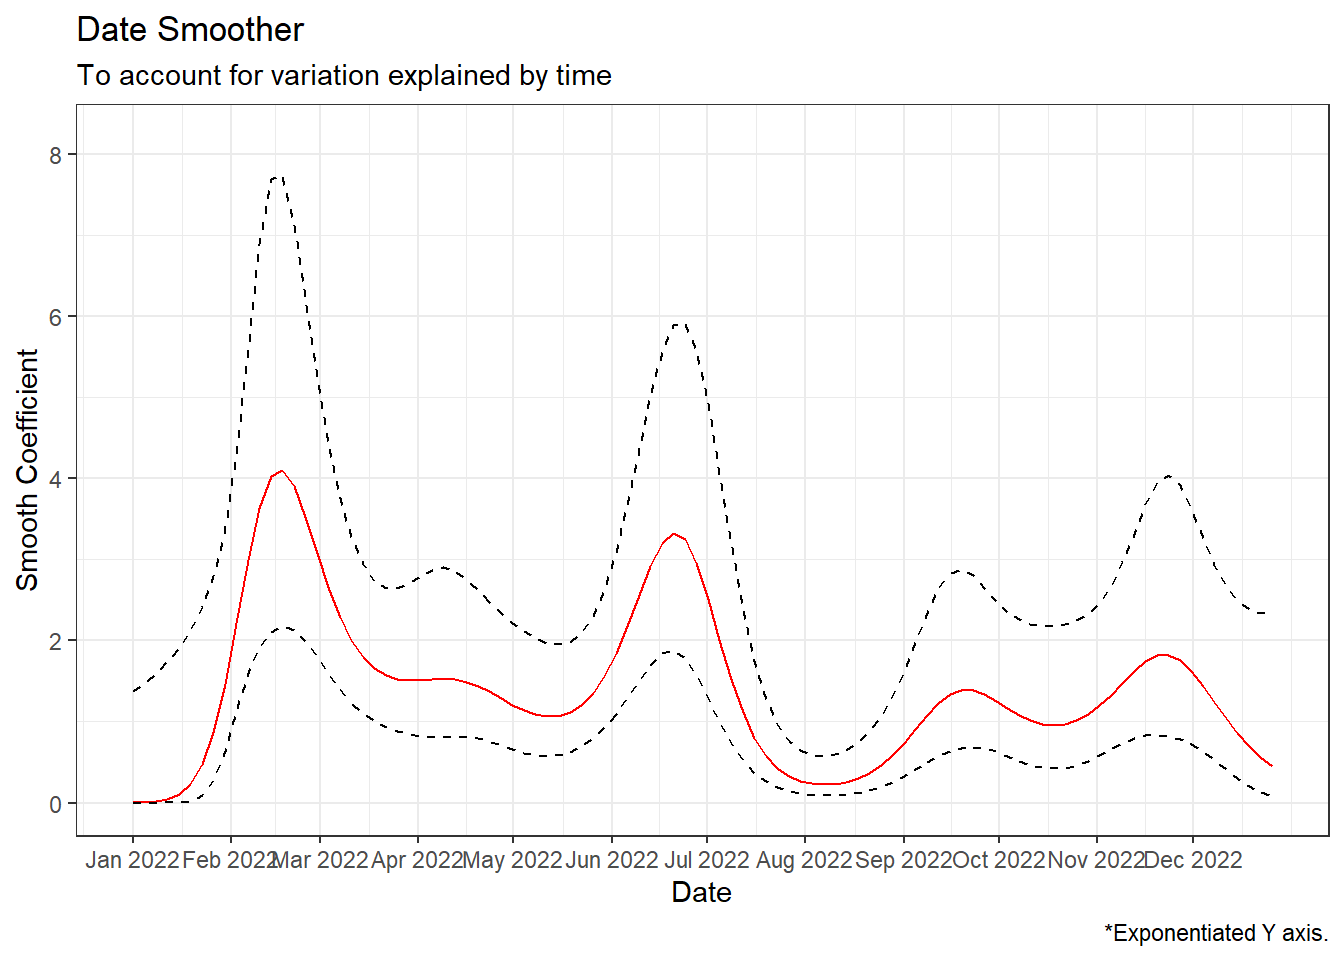 Date Smoother
To account for variation explained by time
Smooth Coefficient
8
6
4
2
0
Jan 2022 Feb 2022 Mar 2022 Apr 2022 May 2022 Jun 2022 Jul 2022 Aug 2022 Sep 2022 Oct 2022 Nov 2022 Dec 2022
Date
*Exponentiated Y axis.